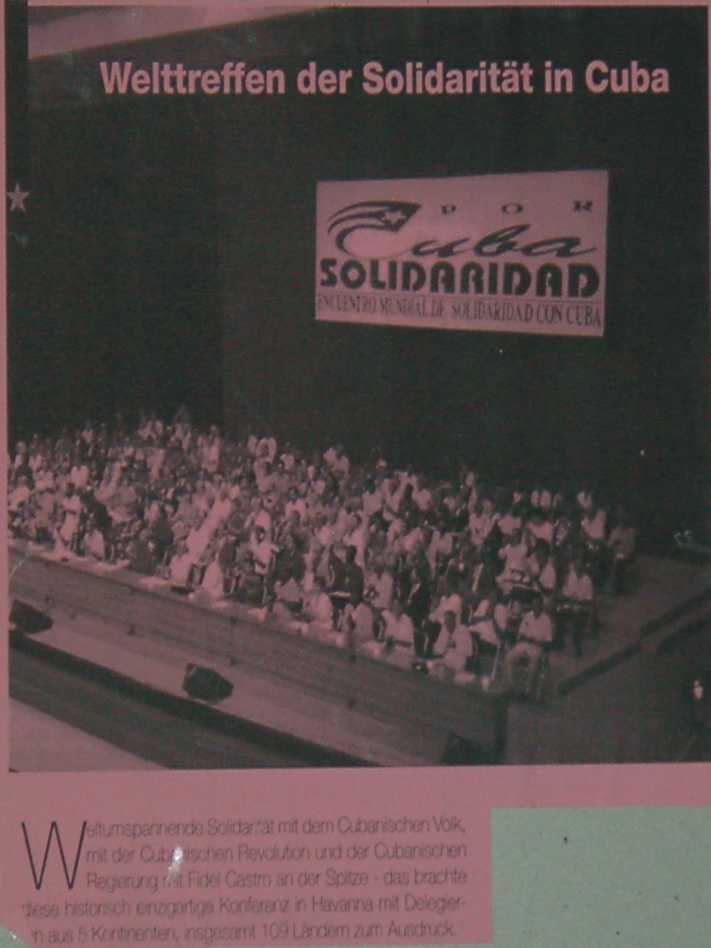 Welttreffen der Solidarität in Cuba
POR
Cuba
SOLIDARIDAD
ENCUENTRO MUNDIAL DE SOLIDARIDAD CON CUBA
Weltumspannende Solidarität mit dem Cubanischen Volk,
mit der Cubanischen Revolution und der Cubanischen
Regierung mit Fidel Castro an der Spitze - das brachte
diese historisch einzigartige Konferenz in Havanna mit Delegier-
n aus 5 Kontinenten, insgesamt 109 Ländern zum Ausdruck.